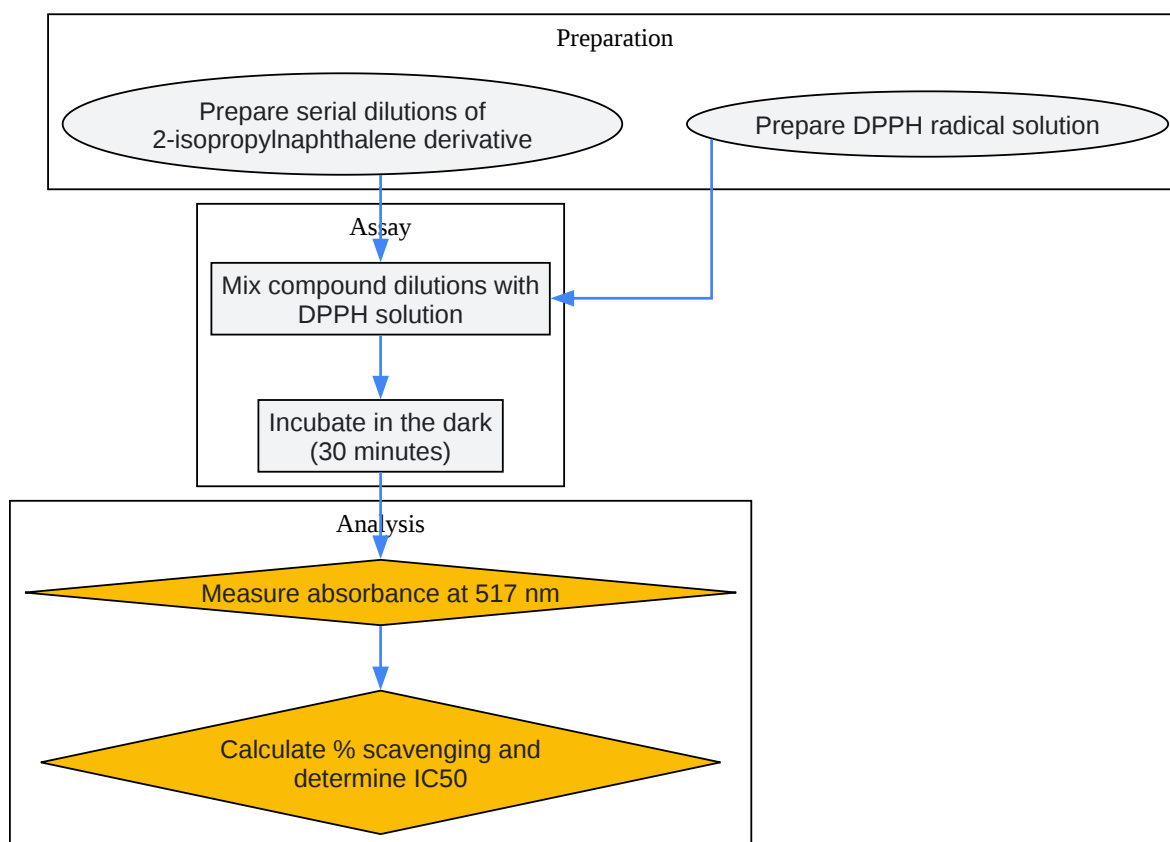 Preparation
Prepare serial dilutions of
2-isopropylnaphthalene derivative
Prepare DPPH radical solution
Assay
Mix compound dilutions with
DPPH solution
Incubate in the dark
(30 minutes)
Analysis
Measure absorbance at 517 nm
Calculate % scavenging and
determine IC50